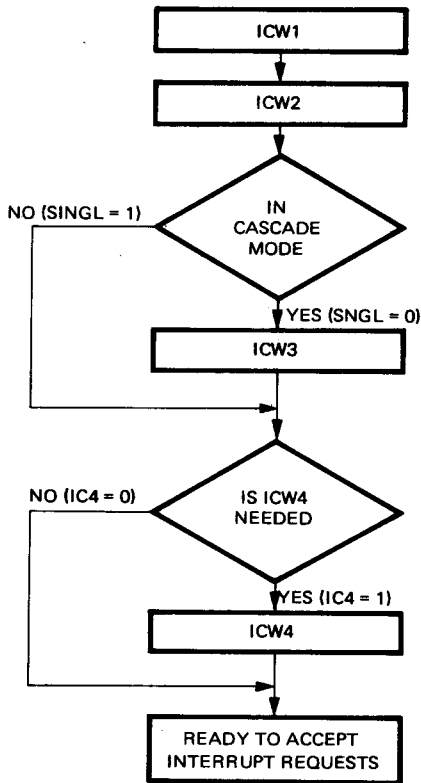 ICW1
ICW2
IN
CASCADE
MODE
NO (SINGL = 1)
YES (SNGL = 0)
ICW3
IS ICW4
NEEDED
NO (IC4 = 0)
YES (IC4 = 1)
ICW4
READY TO ACCEPT
INTERRUPT REQUESTS